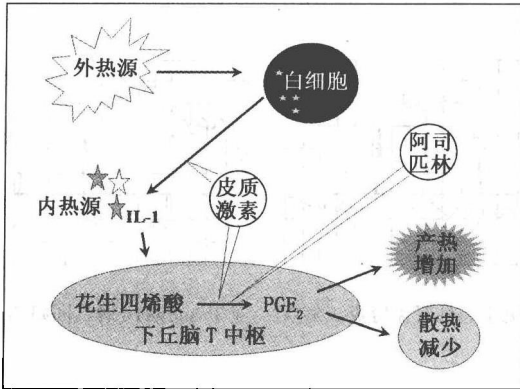 外热源
白细胞
阿司
匹林
皮质
激素
内热源
IL-1
产热
增加
花生四烯酸
PGE₂
下丘脑T中枢
散热
减少